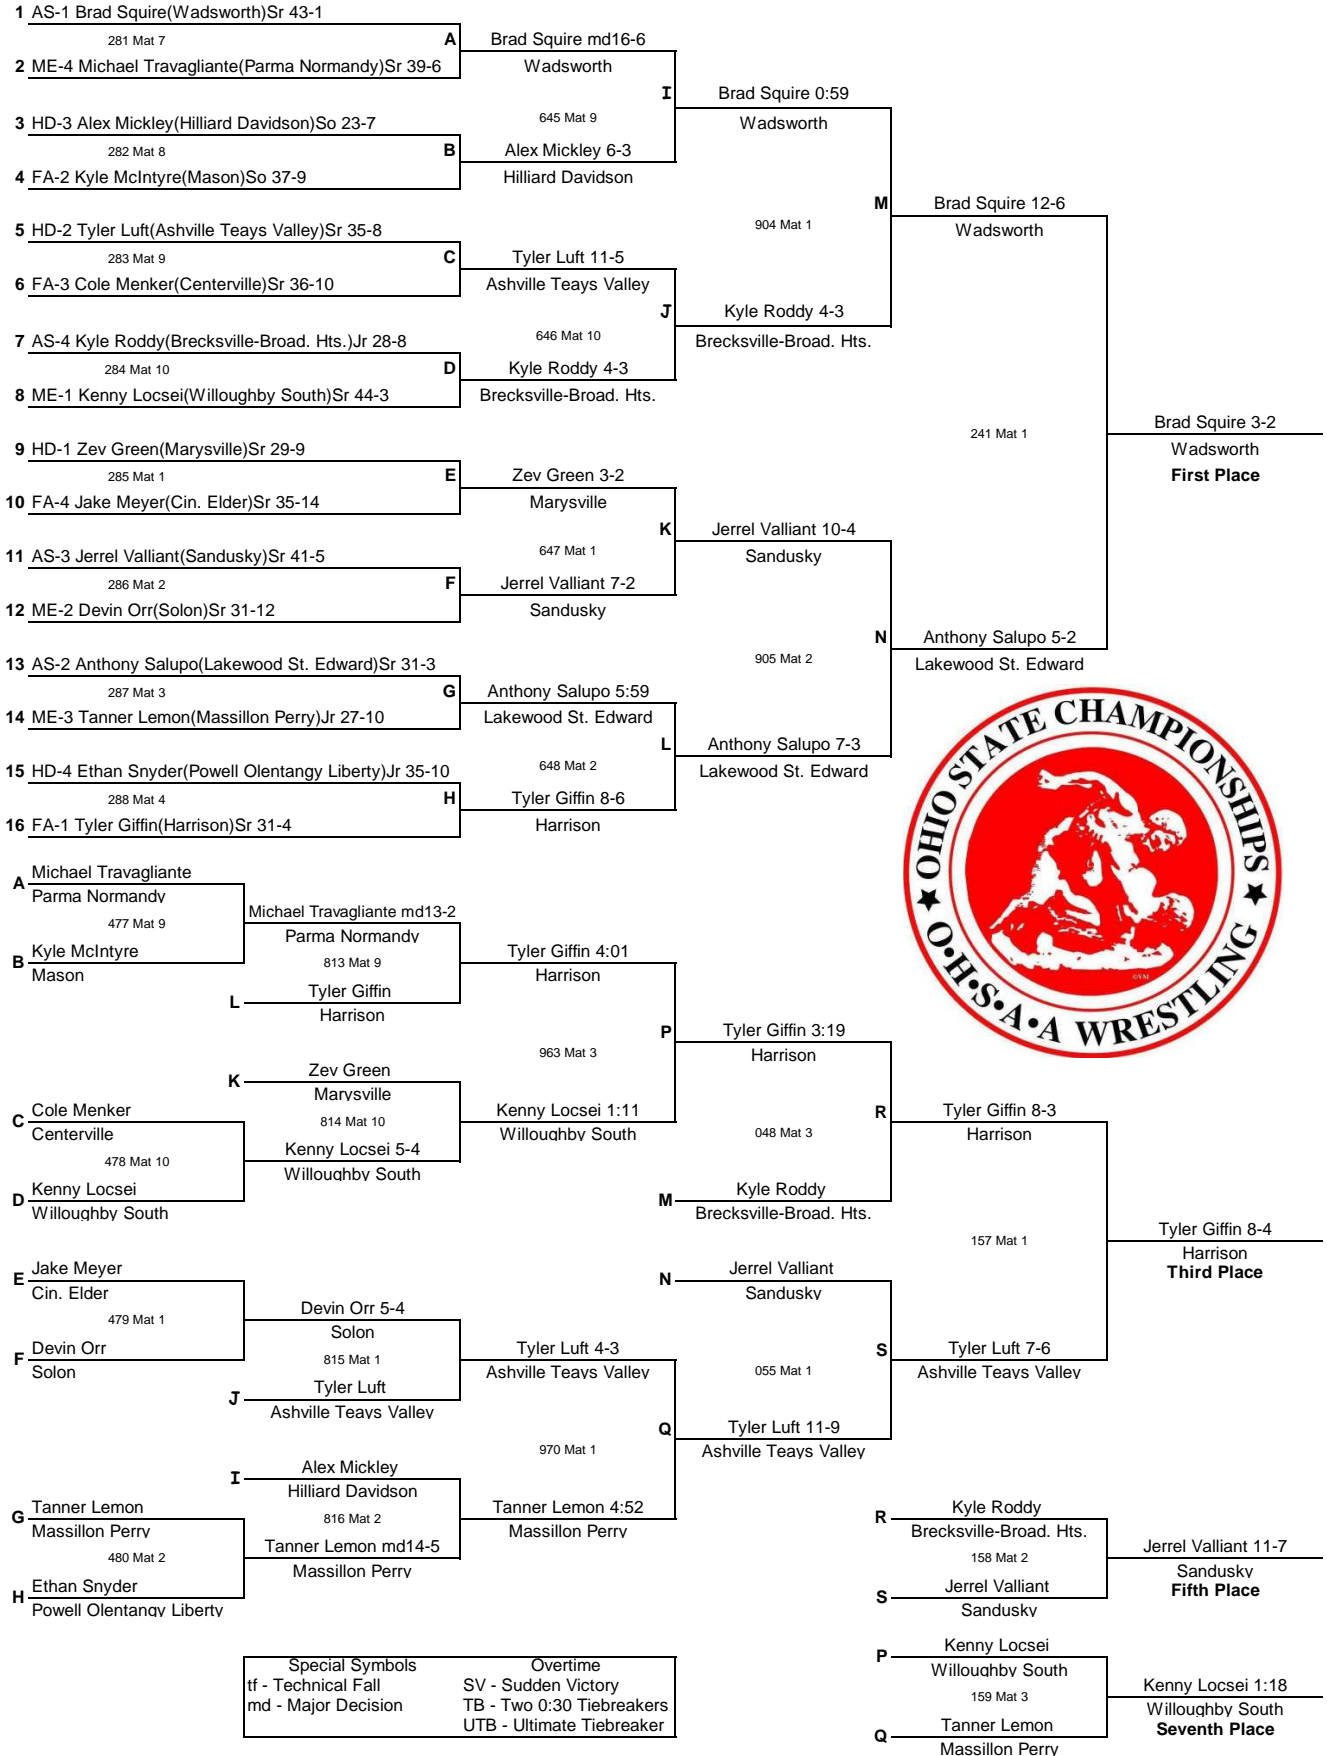 1 AS-1 Brad Squire(Wadsworth)Sr 43-1
281 Mat 7
A
2 ME-4 Michael Travagliante(Parma Normandy)Sr 39-6
Brad Squire md16-6
Wadsworth
I
645 Mat 9
Brad Squire 0:59
Wadsworth
3 HD-3 Alex Mickley(Hilliard Davidson)So 23-7
282 Mat 8
B
4 FA-2 Kyle McIntyre(Mason)So 37-9
Alex Mickley 6-3
Hilliard Davidson
M
904 Mat 1
Brad Squire 12-6
Wadsworth
5 HD-2 Tyler Luft(Ashville Teays Valley)Sr 35-8
283 Mat 9
C
6 FA-3 Cole Menker(Centerville)Sr 36-10
Tyler Luft 11-5
Ashville Teays Valley
J
646 Mat 10
Kyle Roddy 4-3
Brecksville-Broad. Hts.
7 AS-4 Kyle Roddy(Brecksville-Broad. Hts.)Jr 28-8
284 Mat 10
D
8 ME-1 Kenny Locsei(Willoughby South)Sr 44-3
Kyle Roddy 4-3
Brecksville-Broad. Hts.
241 Mat 1
Brad Squire 3-2
Wadsworth
First Place
9 HD-1 Zev Green(Marysville)Sr 29-9
285 Mat 1
E
10 FA-4 Jake Meyer(Cin. Elder)Sr 35-14
Zev Green 3-2
Marysville
K
647 Mat 1
Jerrel Valliant 10-4
Sandusky
11 AS-3 Jerrel Valliant(Sandusky)Sr 41-5
286 Mat 2
F
12 ME-2 Devin Orr(Solon)Sr 31-12
Jerrel Valliant 7-2
Sandusky
N
905 Mat 2
Anthony Salupo 5-2
Lakewood St. Edward
13 AS-2 Anthony Salupo(Lakewood St. Edward)Sr 31-3
287 Mat 3
G
14 ME-3 Tanner Lemon(Massillon Perry)Jr 27-10
Anthony Salupo 5:59
Lakewood St. Edward
L
648 Mat 2
Anthony Salupo 7-3
Lakewood St. Edward
15 HD-4 Ethan Snyder(Powell Olentangy Liberty)Jr 35-10
288 Mat 4
H
16 FA-1 Tyler Giffin(Harrison)Sr 31-4
Tyler Giffin 8-6
Harrison
★ OHIO STATE CHAMPIONSHIPS ★
O•H•S•A•A WRESTLING
©VM
A Michael Travagliante
Parma Normandy
477 Mat 9
B Kyle McIntyre
Mason
Michael Travagliante md13-2
Parma Normandy
813 Mat 9
L Tyler Giffin
Harrison
Tyler Giffin 4:01
Harrison
P
963 Mat 3
Tyler Giffin 3:19
Harrison
K Zev Green
Marysville
814 Mat 10
C Cole Menker
Centerville
478 Mat 10
D Kenny Locsei
Willoughby South
Kenny Locsei 5-4
Willoughby South
Kenny Locsei 1:11
Willoughby South
R
048 Mat 3
M Kyle Roddy
Brecksville-Broad. Hts.
Tyler Giffin 8-3
Harrison
157 Mat 1
Tyler Giffin 8-4
Harrison
Third Place
E Jake Meyer
Cin. Elder
479 Mat 1
F Devin Orr
Solon
Devin Orr 5-4
Solon
815 Mat 1
J Tyler Luft
Ashville Teays Valley
Tyler Luft 4-3
Ashville Teays Valley
N Jerrel Valliant
Sandusky
S
055 Mat 1
Tyler Luft 7-6
Ashville Teays Valley
Q
970 Mat 1
Tyler Luft 11-9
Ashville Teays Valley
I Alex Mickley
Hilliard Davidson
816 Mat 2
G Tanner Lemon
Massillon Perry
480 Mat 2
H Ethan Snyder
Powell Olentangy Liberty
Tanner Lemon md14-5
Massillon Perry
Tanner Lemon 4:52
Massillon Perry
R Kyle Roddy
Brecksville-Broad. Hts.
158 Mat 2
S Jerrel Valliant
Sandusky
Jerrel Valliant 11-7
Sandusky
Fifth Place
P Kenny Locsei
Willoughby South
159 Mat 3
Q Tanner Lemon
Massillon Perry
Kenny Locsei 1:18
Willoughby South
Seventh Place
Special Symbols Overtime
tf - Technical Fall SV - Sudden Victory
md - Major Decision TB - Two 0:30 Tiebreakers
UTB - Ultimate Tiebreaker